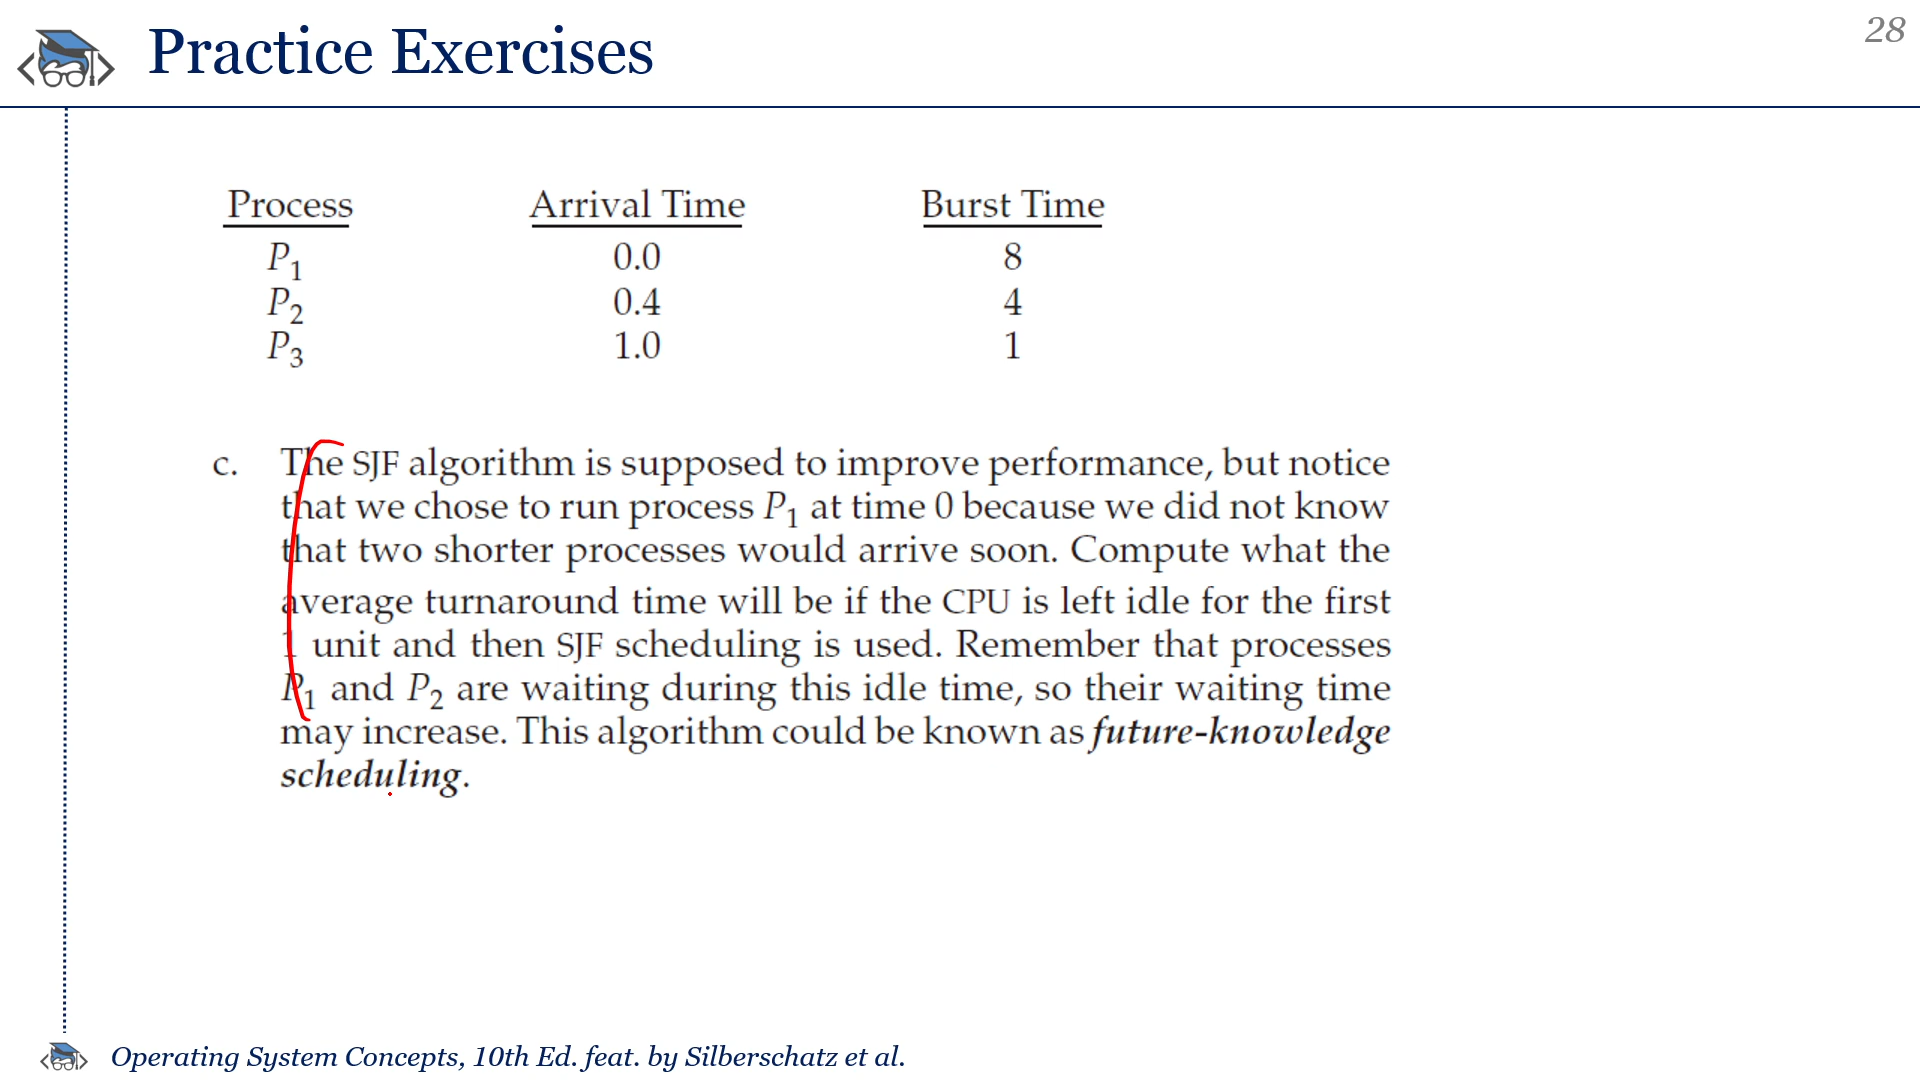 Practice Exercises
28
Process Arrival Time Burst Time
P1 0.0 8
P2 0.4 4
P3 1.0 1
c. The SJF algorithm is supposed to improve performance, but notice
that we chose to run process P1 at time 0 because we did not know
that two shorter processes would arrive soon. Compute what the
average turnaround time will be if the CPU is left idle for the first
1 unit and then SJF scheduling is used. Remember that processes
P1 and P2 are waiting during this idle time, so their waiting time
may increase. This algorithm could be known as future-knowledge
scheduling.
Operating System Concepts, 10th Ed. feat. by Silberschatz et al.